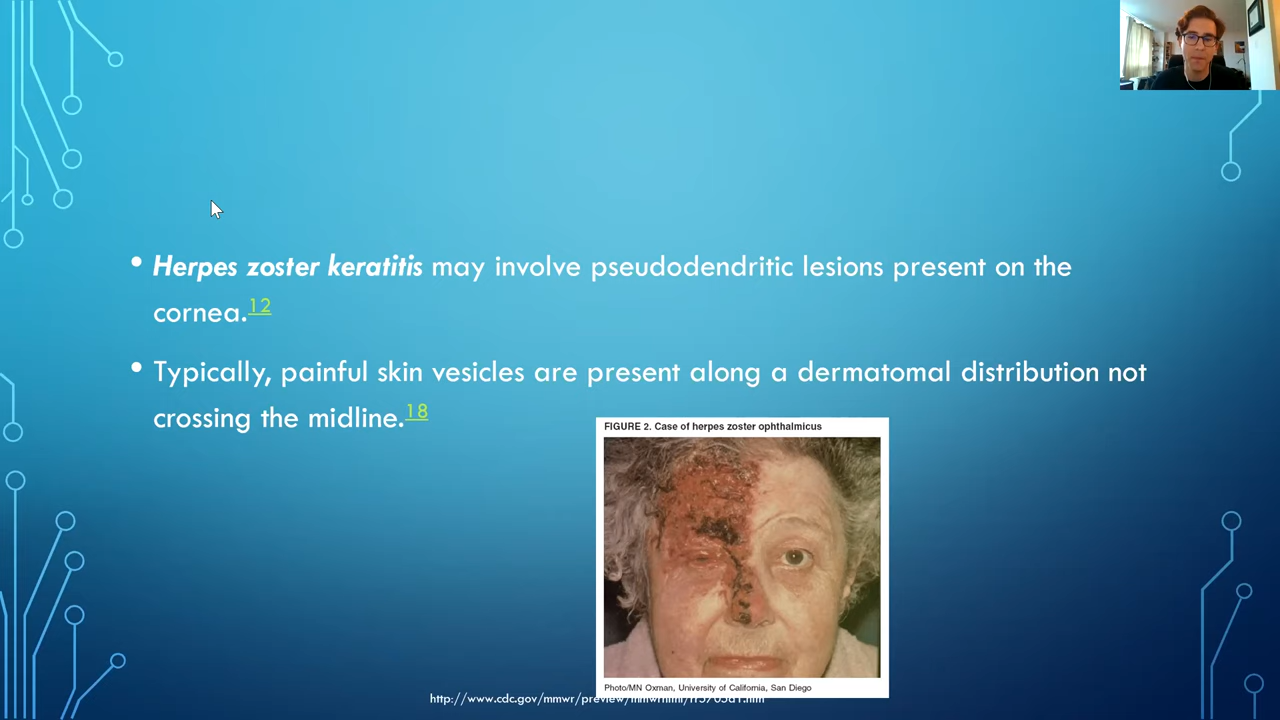 • Herpes zoster keratitis may involve pseudodendritic lesions present on the
cornea.12
• Typically, painful skin vesicles are present along a dermatomal distribution not
crossing the midline.18
FIGURE 2. Case of herpes zoster ophthalmicus
Photo/MN Oxman, University of California, San Diego
http://www.cdc.gov/mmwr/preview/